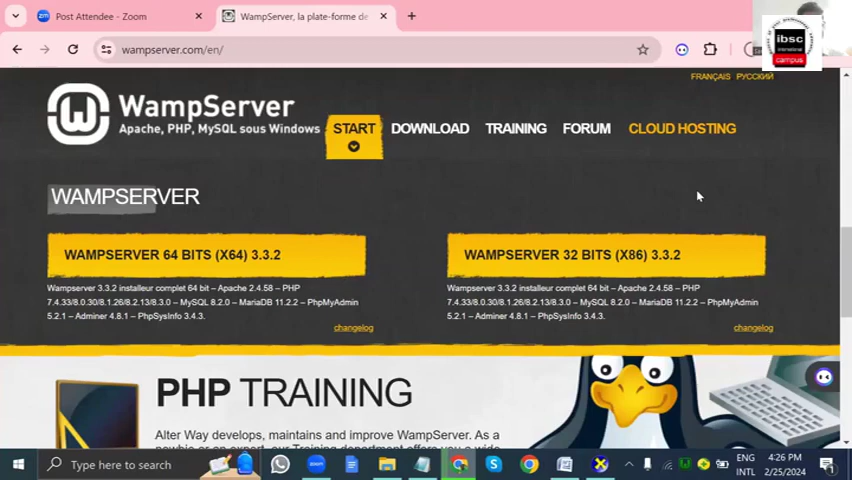 Post Attendee - Zoom
WampServer, la plate-forme de
wampserver.com/en/
ibsc
international
campus
FRANÇAIS РУССКИЙ
WampServer
Apache, PHP, MySQL sous Windows
START
DOWNLOAD
TRAINING
FORUM
CLOUD HOSTING
WAMPSERVER
WAMPSERVER 64 BITS (X64) 3.3.2
Wampserver 3.3.2 installeur complet 64 bit – Apache 2.4.58 – PHP
7.4.33/8.0.30/8.1.26/8.2.13/8.3.0 – MySQL 8.2.0 – MariaDB 11.2.2 – PhpMyAdmin
5.2.1 - Adminer 4.8.1 – PhpSysInfo 3.4.3.
changelog
WAMPSERVER 32 BITS (X86) 3.3.2
Wampserver 3.3.2 installeur complet 64 bit – Apache 2.4.58 – PHP
7.4.33/8.0.30/8.1.26/8.2.13/8.3.0 – MySQL 8.2.0 – MariaDB 11.2.2 – PhpMyAdmin
5.2.1 - Adminer 4.8.1 – PhpSysInfo 3.4.3.
changelog
PHP TRAINING
Alter Way develops, maintains and improve WampServer. As a
Type here to search
ENG
INTL
4:26 PM
2/25/2024